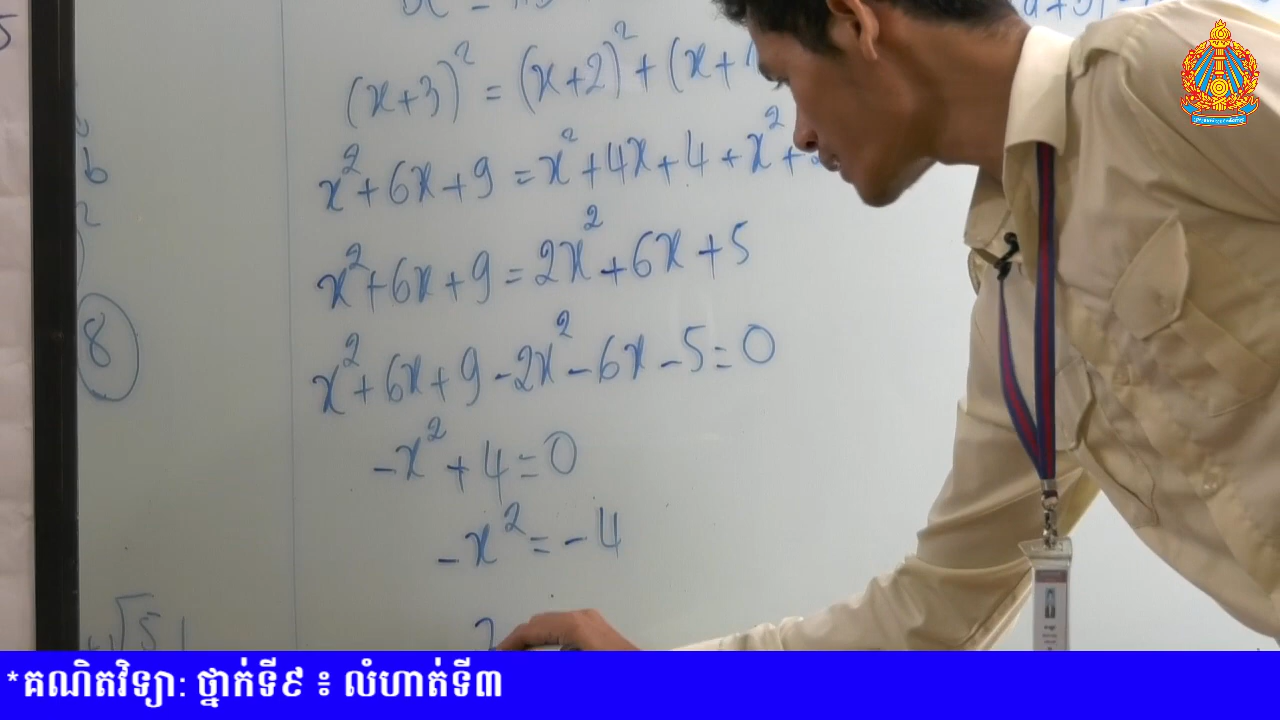 (x+3)² = (x+2)² + (x+1
x² + 6x + 9 = x² + 4x + 4 + x² +
b
x² + 6x + 9 = 2x² + 6x + 5
8
x² + 6x + 9 - 2x² - 6x - 5 = 0
-x² + 4 = 0
-x² = -4
√5
*គណិតវិទ្យា: ថ្នាក់ទី៩ ៖ លំហាត់ទី៣